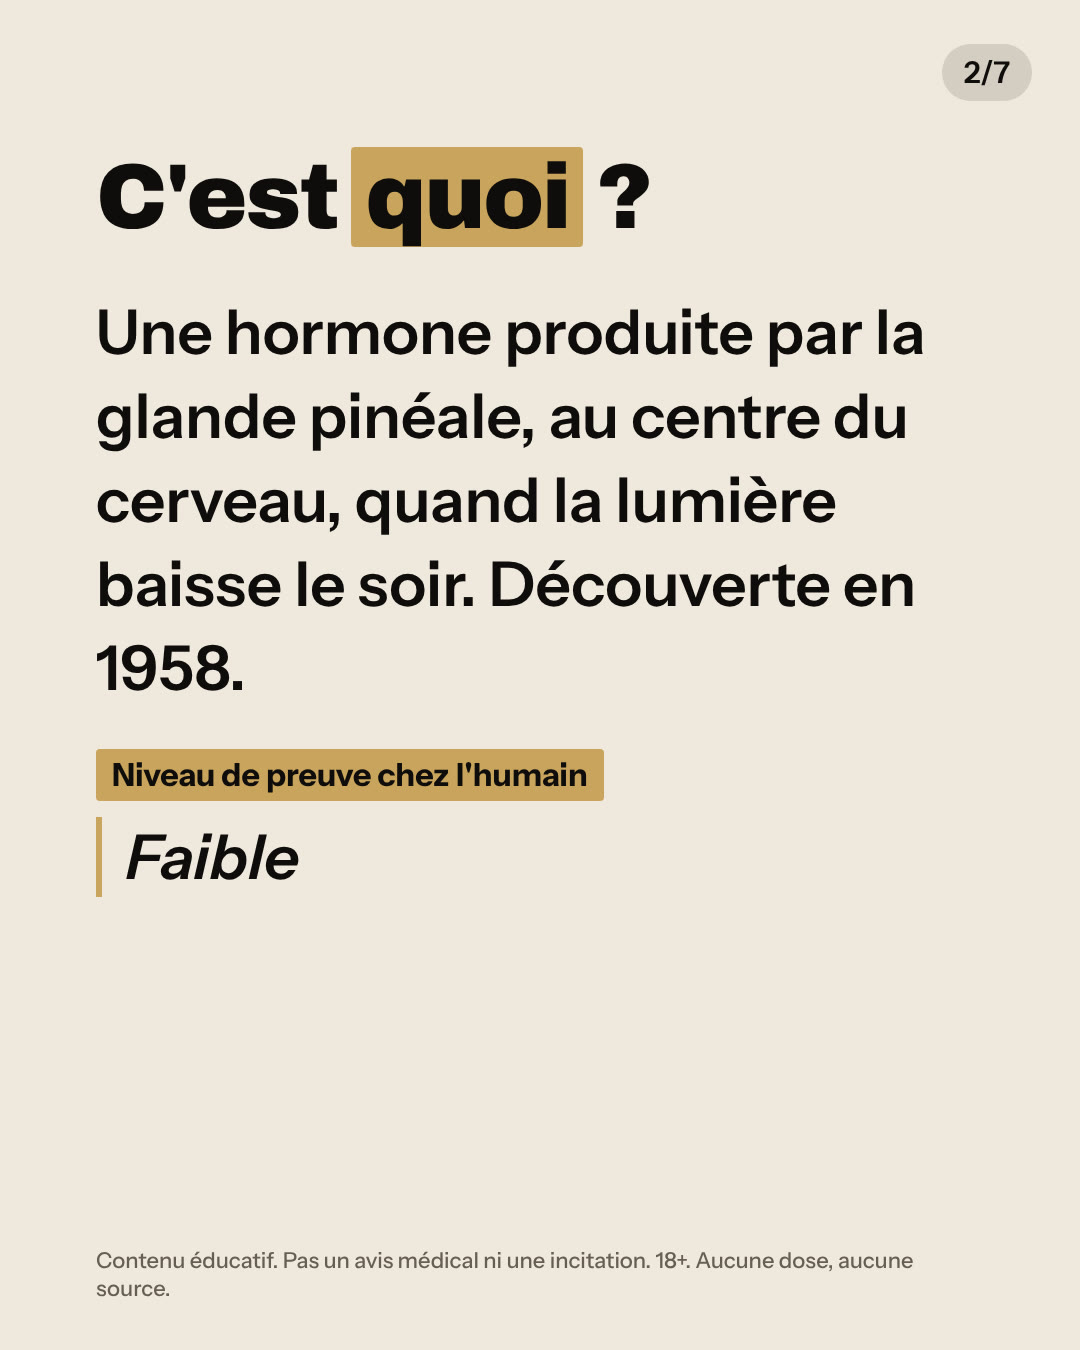 2/7
C'est quoi ?
Une hormone produite par la
glande pinéale, au centre du
cerveau, quand la lumière
baisse le soir. Découverte en
1958.
Niveau de preuve chez l'humain
Faible
Contenu éducatif. Pas un avis médical ni une incitation. 18+. Aucune dose, aucune
source.